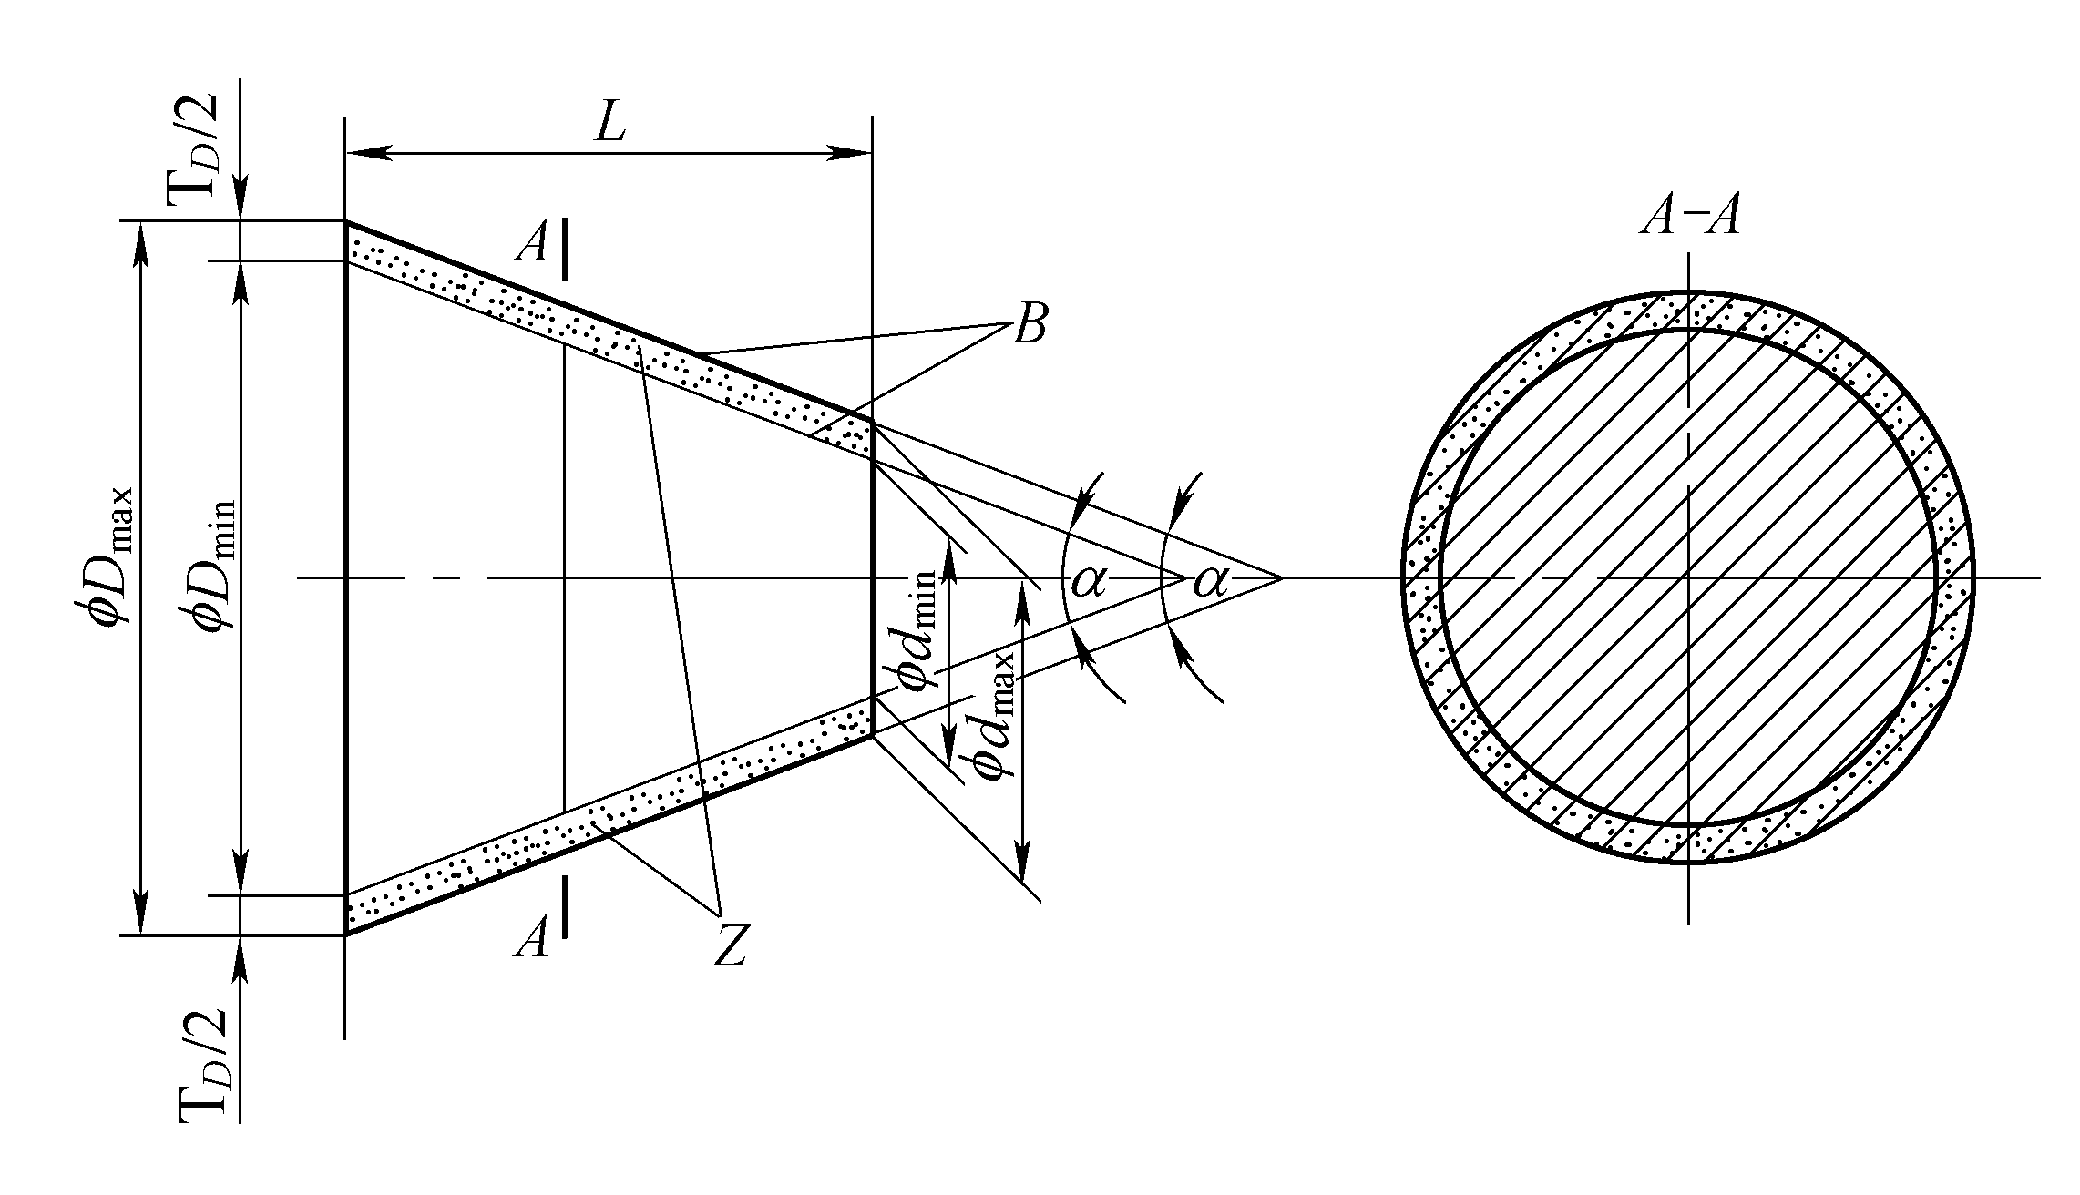 T_D/2
L
A
A–A
B
ϕD_max
ϕD_min
ϕd_min
ϕd_max
α
α
A
Z
T_D/2